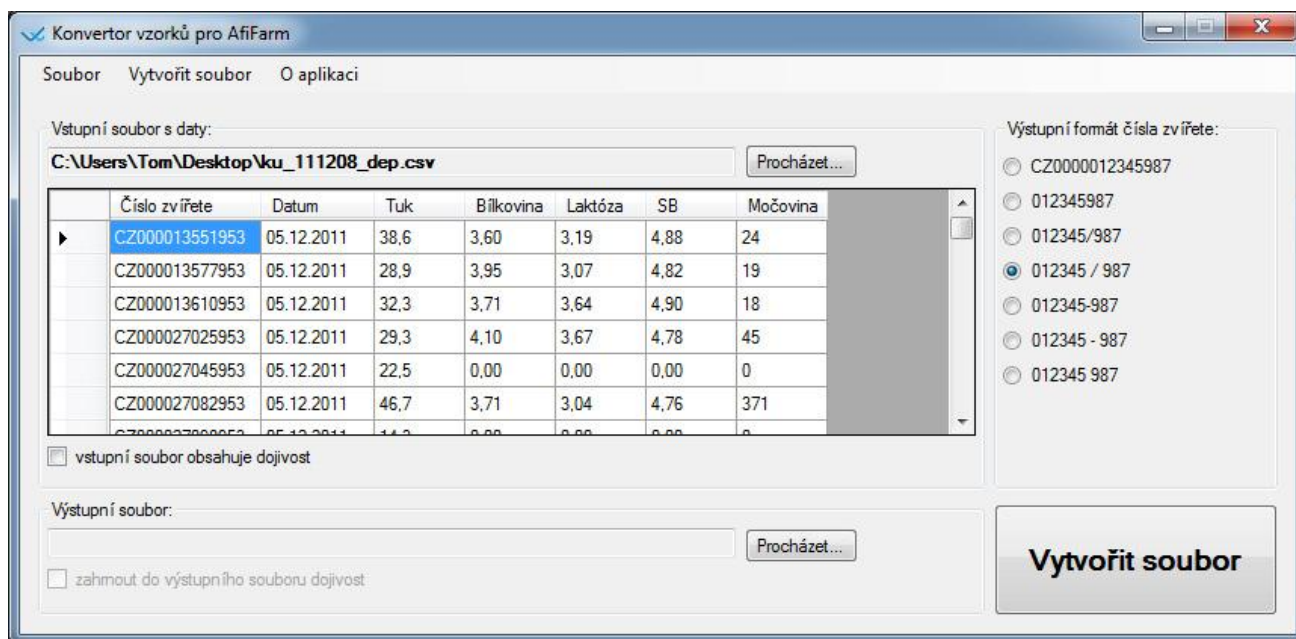 Konvertor vzorků pro AfiFarm
Soubor Vytvořit soubor O aplikaci
Vstupní soubor s daty:
C:\Users\Tom\Desktop\ku_111208_dep.csv Procházet...
Číslo zvířete Datum Tuk Bílkovina Laktóza SB Močovina
CZ000013551953 05.12.2011 38,6 3,60 3,19 4,88 24
CZ000013577953 05.12.2011 28,9 3,95 3,07 4,82 19
CZ000013610953 05.12.2011 32,3 3,71 3,64 4,90 18
CZ000027025953 05.12.2011 29,3 4,10 3,67 4,78 45
CZ000027045953 05.12.2011 22,5 0,00 0,00 0,00 0
CZ000027082953 05.12.2011 46,7 3,71 3,04 4,76 371
vstupní soubor obsahuje dojivost
Výstupní formát čísla zvířete:
CZ0000012345987
012345987
012345/987
012345 / 987
012345-987
012345 - 987
012345 987
Výstupní soubor:
Procházet...
zahrnout do výstupního souboru dojivost
Vytvořit soubor